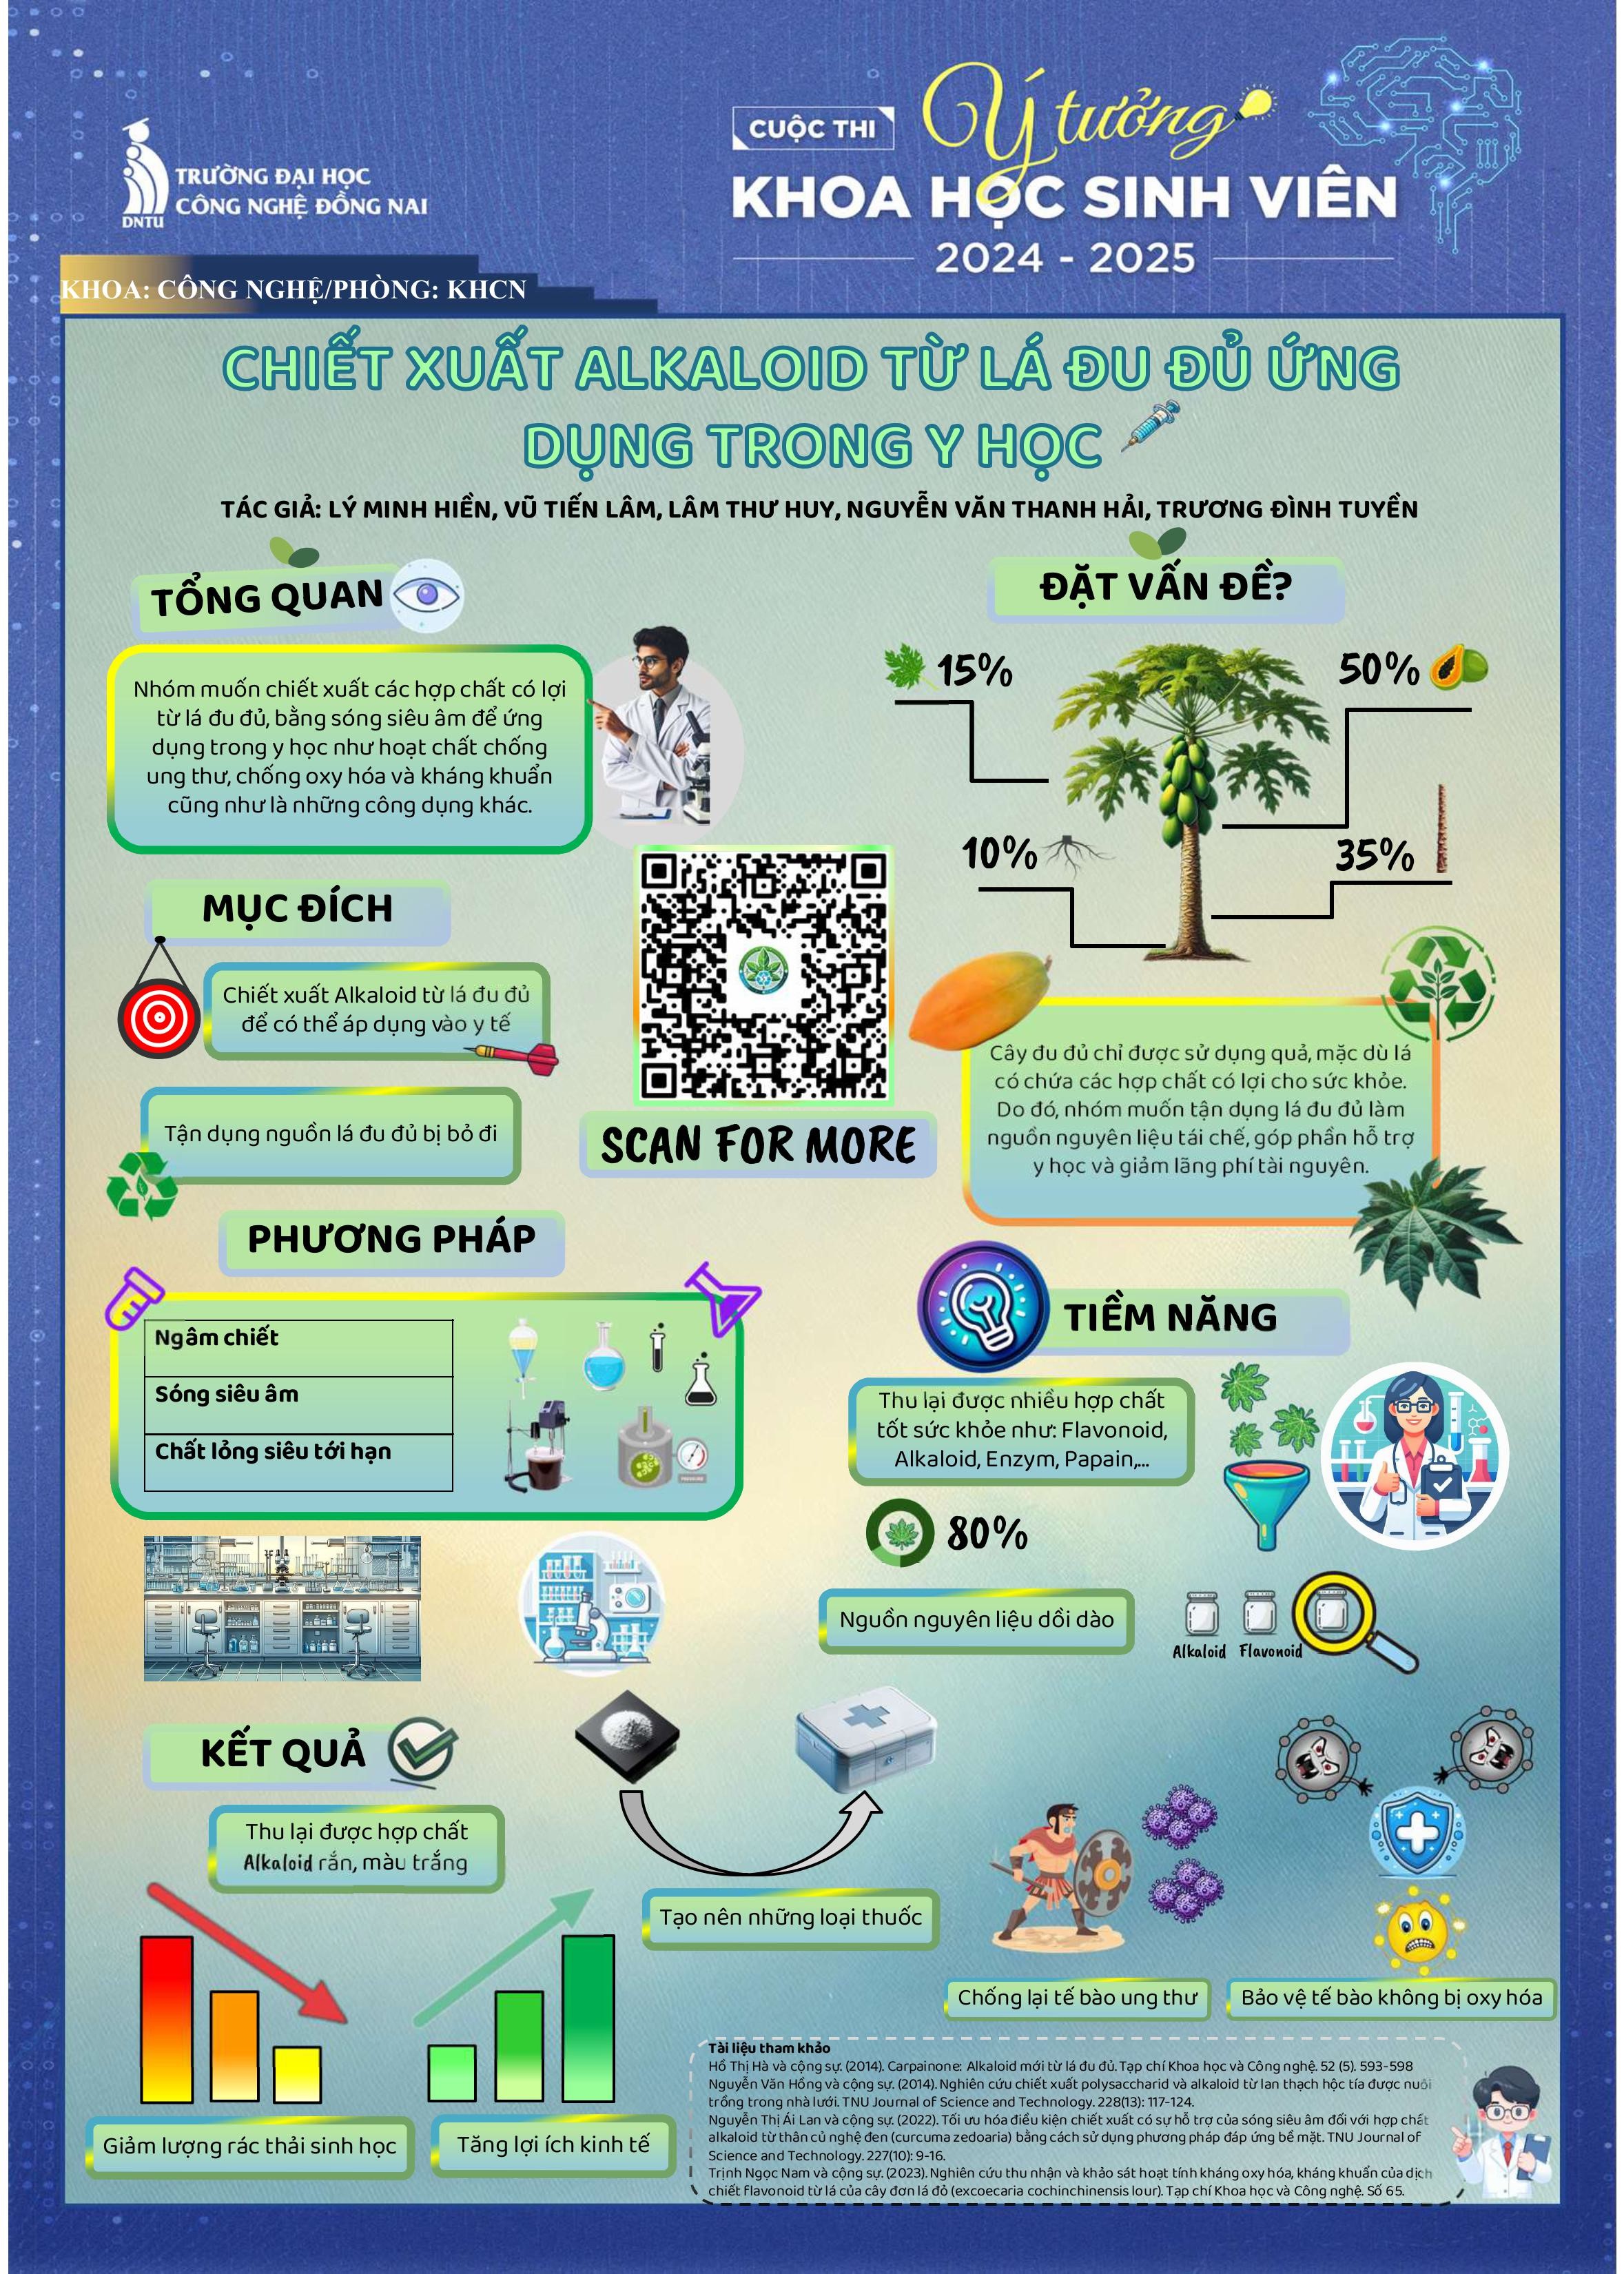 DNTU
TRƯỜNG ĐẠI HỌC
CÔNG NGHỆ ĐỒNG NAI
CUỘC THI
Ý tưởng
KHOA HỌC SINH VIÊN
2024 - 2025
KHOA: CÔNG NGHỆ/PHÒNG: KHCN
CHIẾT XUẤT ALKALOID TỪ LÁ ĐU ĐỦ ỨNG
DỤNG TRONG Y HỌC
TÁC GIẢ: LÝ MINH HIỀN, VŨ TIẾN LÂM, LÂM THƯ HUY, NGUYỄN VĂN THANH HẢI, TRƯƠNG ĐÌNH TUYỀN
TỔNG QUAN
Nhóm muốn chiết xuất các hợp chất có lợi
từ lá đu đủ, bằng sóng siêu âm để ứng
dụng trong y học như hoạt chất chống
ung thư, chống oxy hóa và kháng khuẩn
cũng như là những công dụng khác.
ĐẶT VẤN ĐỀ?
15%
50%
10%
35%
MỤC ĐÍCH
Chiết xuất Alkaloid từ lá đu đủ
để có thể áp dụng vào y tế
Tận dụng nguồn lá đu đủ bị bỏ đi
SCAN FOR MORE
Cây đu đủ chỉ được sử dụng quả, mặc dù lá
có chứa các hợp chất có lợi cho sức khỏe.
Do đó, nhóm muốn tận dụng lá đu đủ làm
nguồn nguyên liệu tái chế, góp phần hỗ trợ
y học và giảm lãng phí tài nguyên.
PHƯƠNG PHÁP
Ngâm chiết
Sóng siêu âm
Chất lỏng siêu tới hạn
TIỀM NĂNG
Thu lại được nhiều hợp chất
tốt sức khỏe như: Flavonoid,
Alkaloid, Enzym, Papain,...
80%
Nguồn nguyên liệu dồi dào
Alkaloid Flavonoid
KẾT QUẢ
Thu lại được hợp chất
Alkaloid rắn, màu trắng
Tạo nên những loại thuốc
Chống lại tế bào ung thư
Bảo vệ tế bào không bị oxy hóa
Giảm lượng rác thải sinh học
Tăng lợi ích kinh tế
Tài liệu tham khảo
Hồ Thị Hà và cộng sự. (2014). Carpainone: Alkaloid mới từ lá đu đủ. Tạp chí Khoa học và Công nghệ. 52 (5). 593-598
Nguyễn Văn Hồng và cộng sự. (2014). Nghiên cứu chiết xuất polysaccharid và alkaloid từ lan thạch hộc tía được nuôi
trồng trong nhà lưới. TNU Journal of Science and Technology. 228(13): 117-124.
Nguyễn Thị Ái Lan và cộng sự. (2022). Tối ưu hóa điều kiện chiết xuất có sự hỗ trợ của sóng siêu âm đối với hợp chất
alkaloid từ thân củ nghệ đen (curcuma zedoaria) bằng cách sử dụng phương pháp đáp ứng bề mặt. TNU Journal of
Science and Technology. 227(10): 9-16.
Trịnh Ngọc Nam và cộng sự. (2023). Nghiên cứu thu nhận và khảo sát hoạt tính kháng oxy hóa, kháng khuẩn của dịch
chiết flavonoid từ lá của cây đơn lá đỏ (excoecaria cochinchinensis lour). Tạp chí Khoa học và Công nghệ. Số 65.